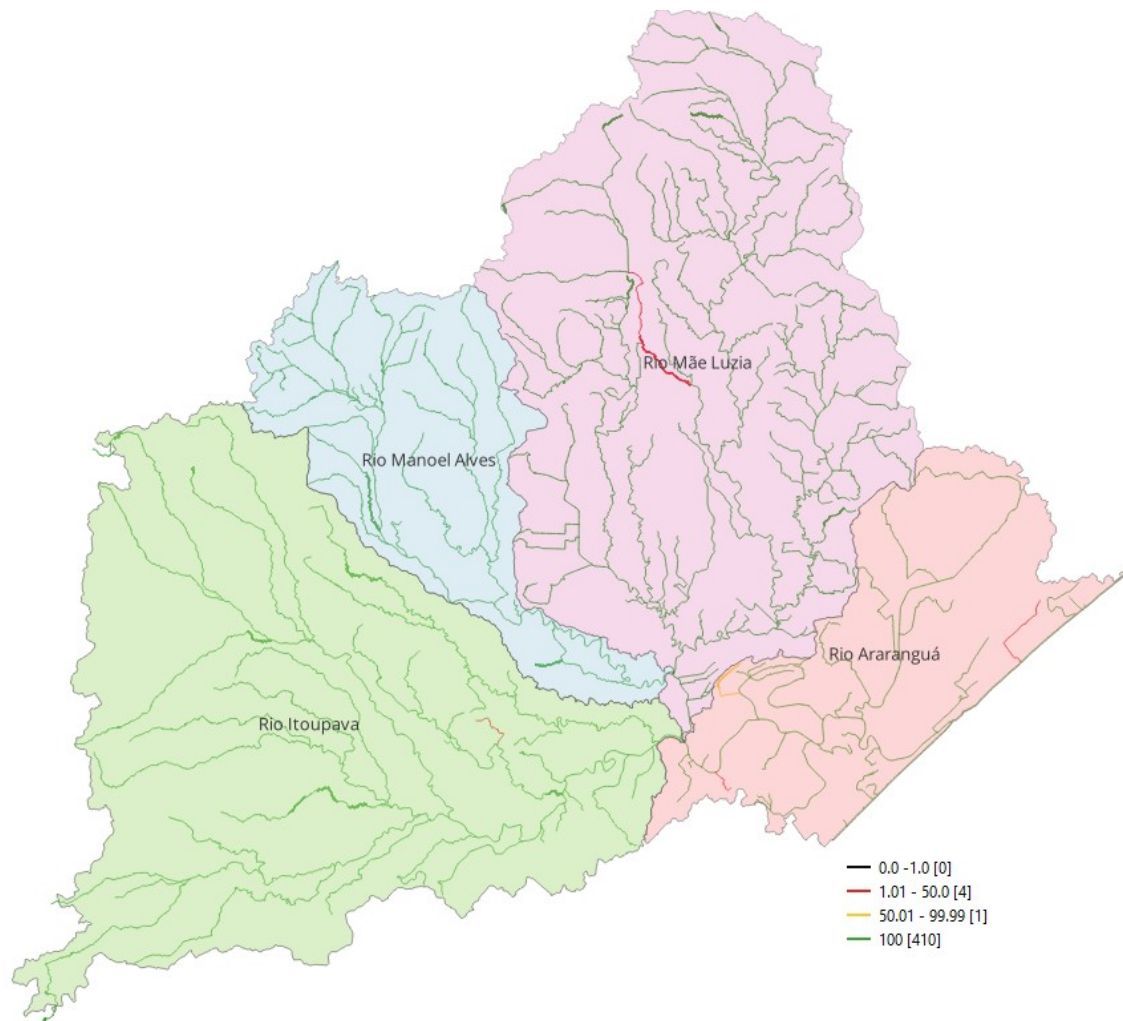 Rio Mãe Luzia
Rio Manoel Alves
Rio Araranguá
Rio Itoupava
0.0 -1.0 [0]
1.01 - 50.0 [4]
50.01 - 99.99 [1]
100 [410]